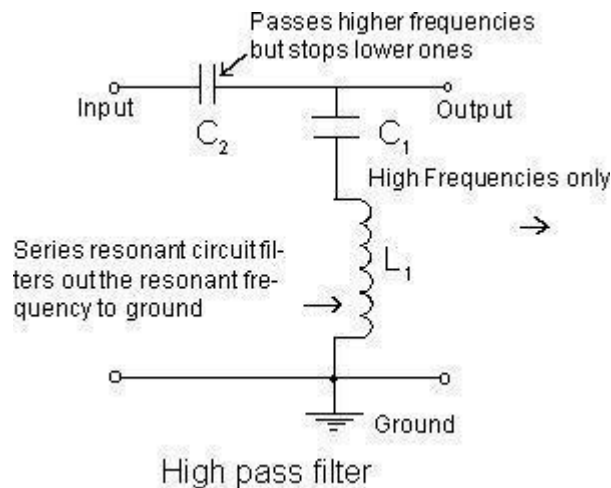 Passes higher frequencies
but stops lower ones
Input
C2
C1
Output
High Frequencies only
L1
Series resonant circuit fil-
ters out the resonant fre-
quency to ground
Ground
High pass filter